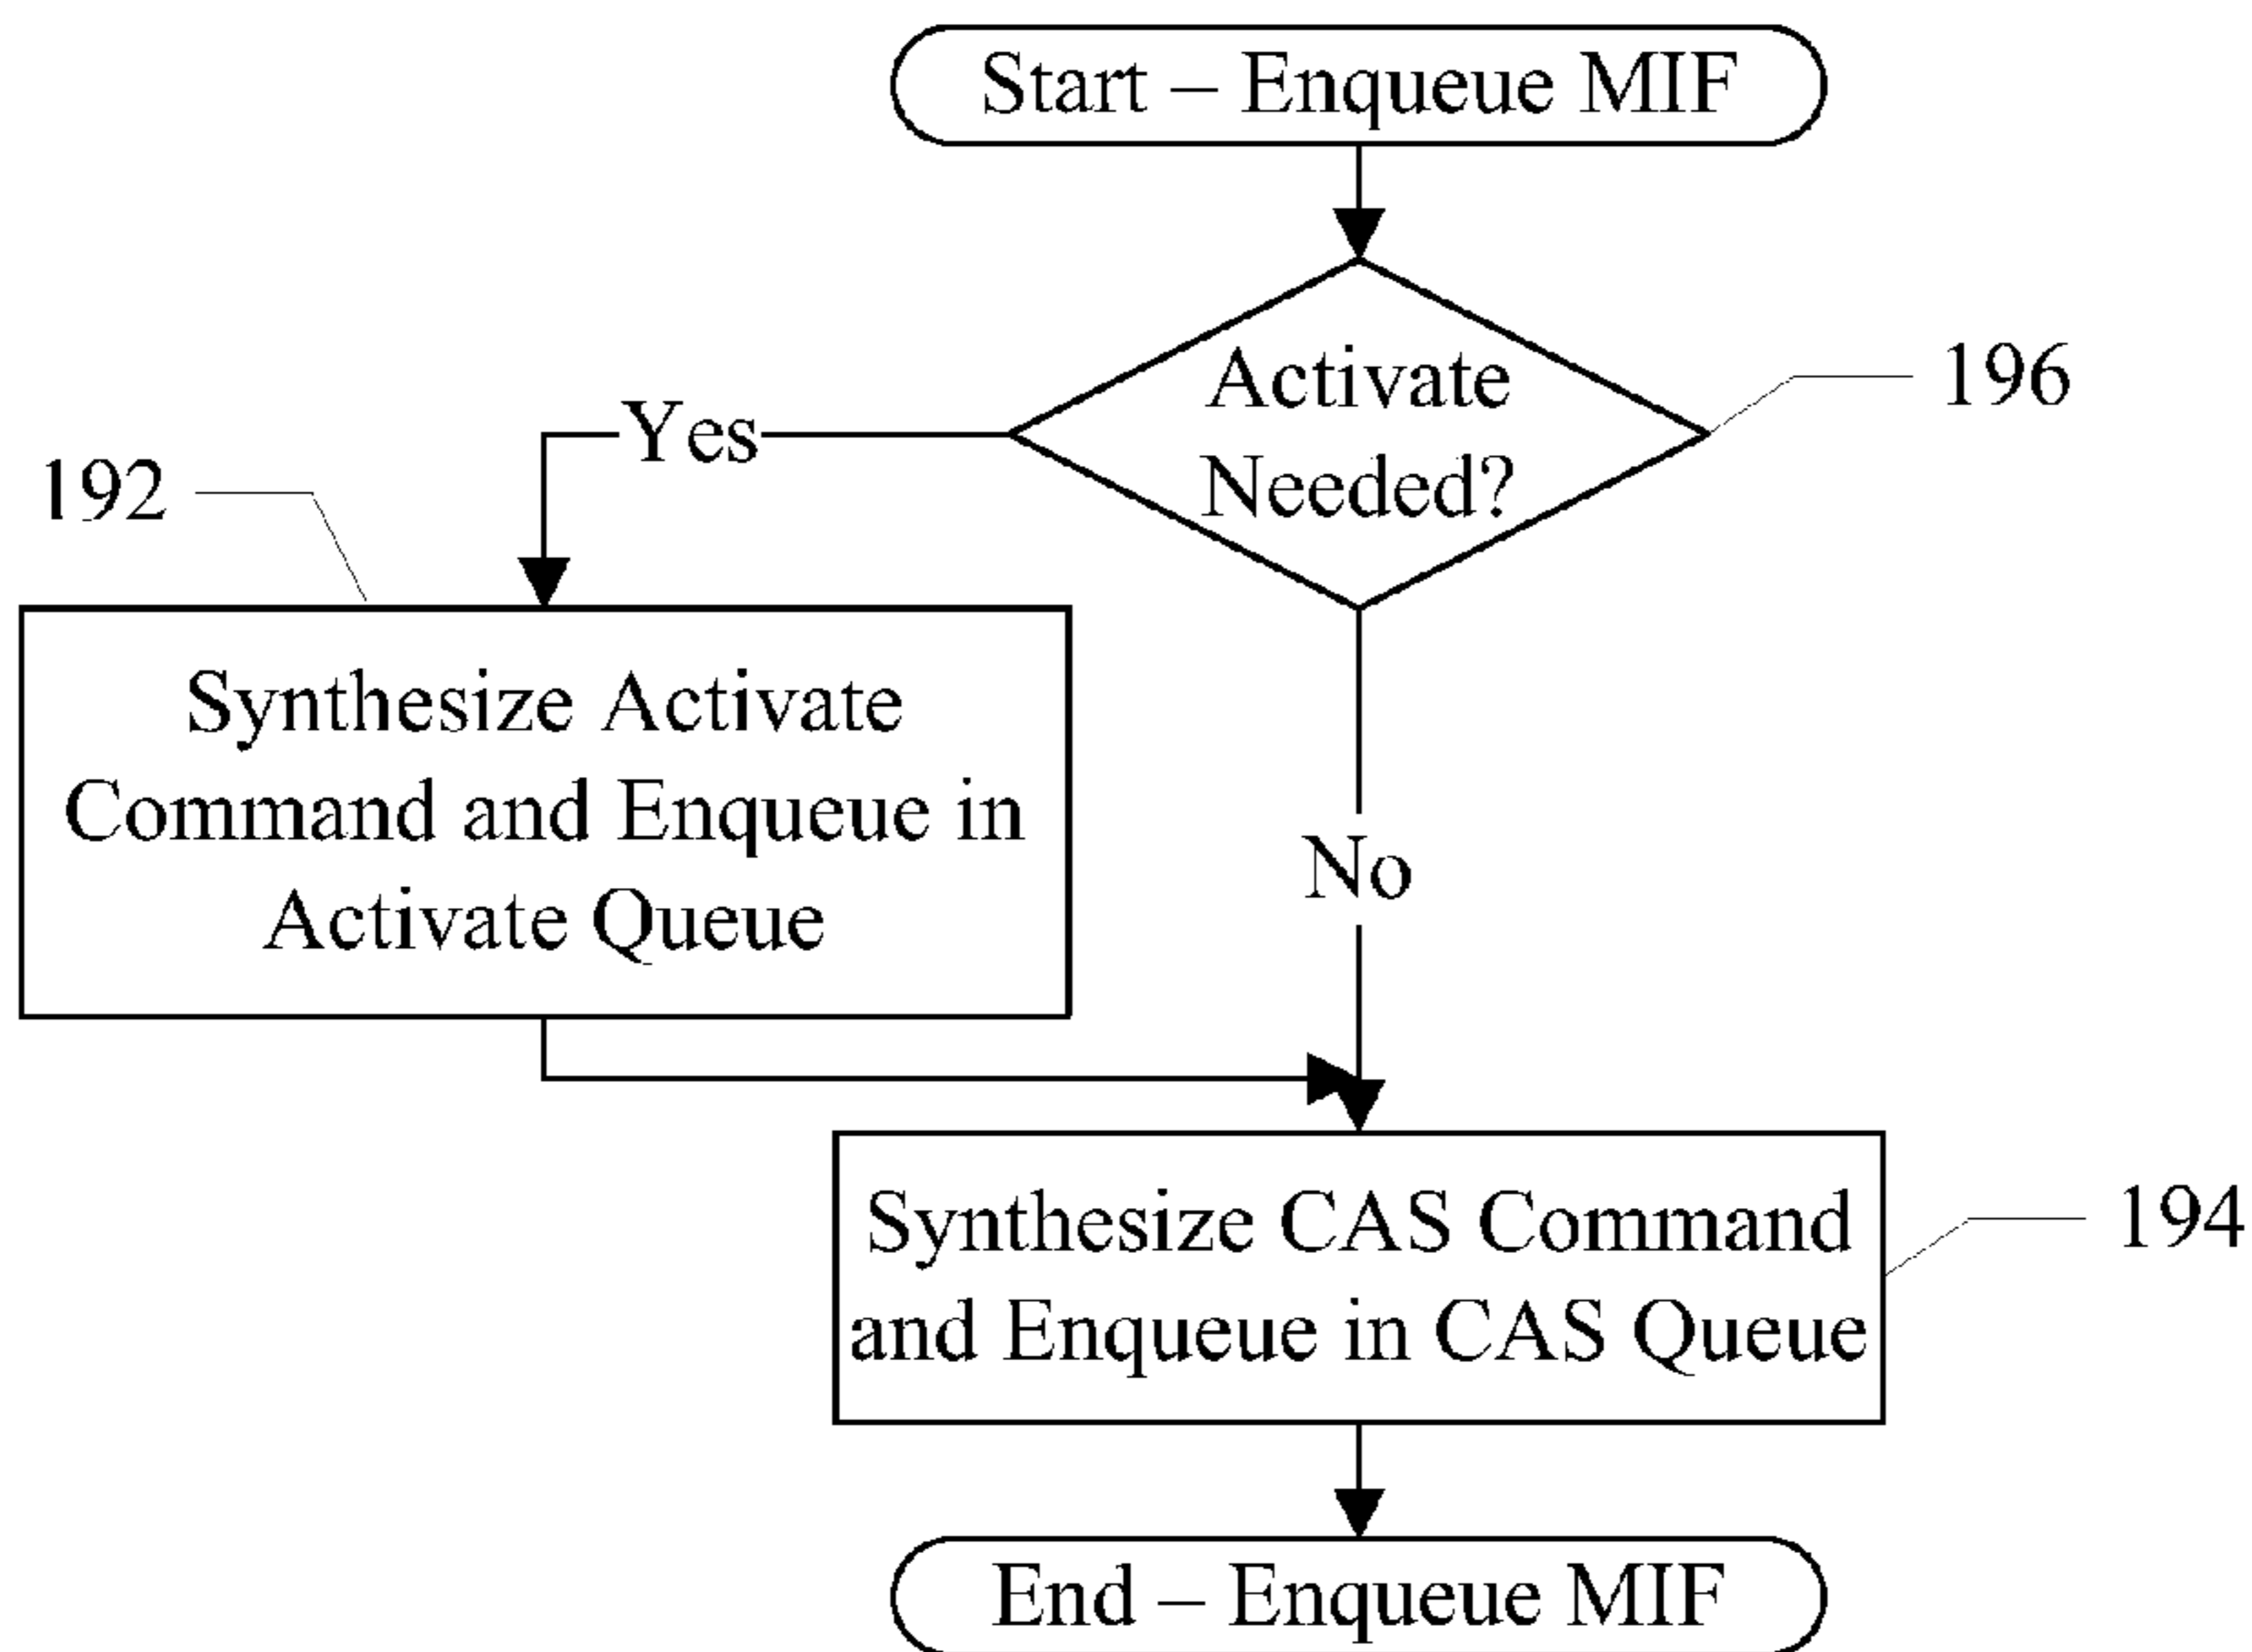 Start – Enqueue MIF
Activate
Needed?
196
Yes
192
Synthesize Activate
Command and Enqueue in
Activate Queue
No
Synthesize CAS Command
and Enqueue in CAS Queue
194
End – Enqueue MIF